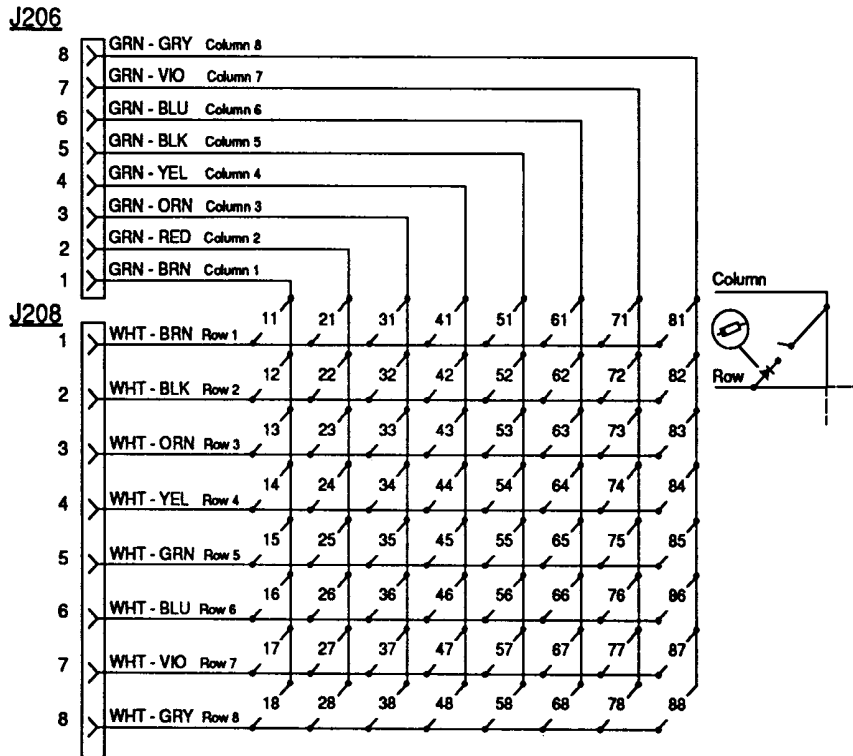 J206
8 GRN - GRY Column 8
7 GRN - VIO Column 7
6 GRN - BLU Column 6
5 GRN - BLK Column 5
4 GRN - YEL Column 4
3 GRN - ORN Column 3
2 GRN - RED Column 2
1 GRN - BRN Column 1
Column
J208
11 21 31 41 51 61 71 81
1 WHT - BRN Row 1
Row
12 22 32 42 52 62 72 82
2 WHT - BLK Row 2
13 23 33 43 53 63 73 83
3 WHT - ORN Row 3
14 24 34 44 54 64 74 84
4 WHT - YEL Row 4
15 25 35 45 55 65 75 85
5 WHT - GRN Row 5
16 26 36 46 56 66 76 86
6 WHT - BLU Row 6
17 27 37 47 57 67 77 87
7 WHT - VIO Row 7
18 28 38 48 58 68 78 88
8 WHT - GRY Row 8